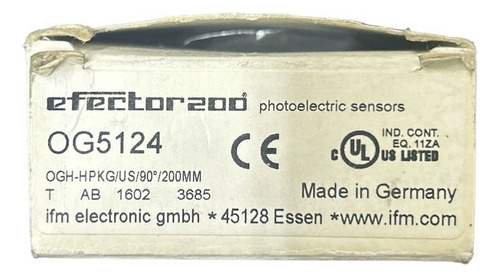 efector200® photoelectric sensors
OG5124
OGH-HPKG/US/90°/200MM
T AB 1602 3685
ifm electronic gmbh * 45128 Essen * www.ifm.com
CE
IND. CONT.
EQ. 11ZA
c UL US LISTED
Made in Germany